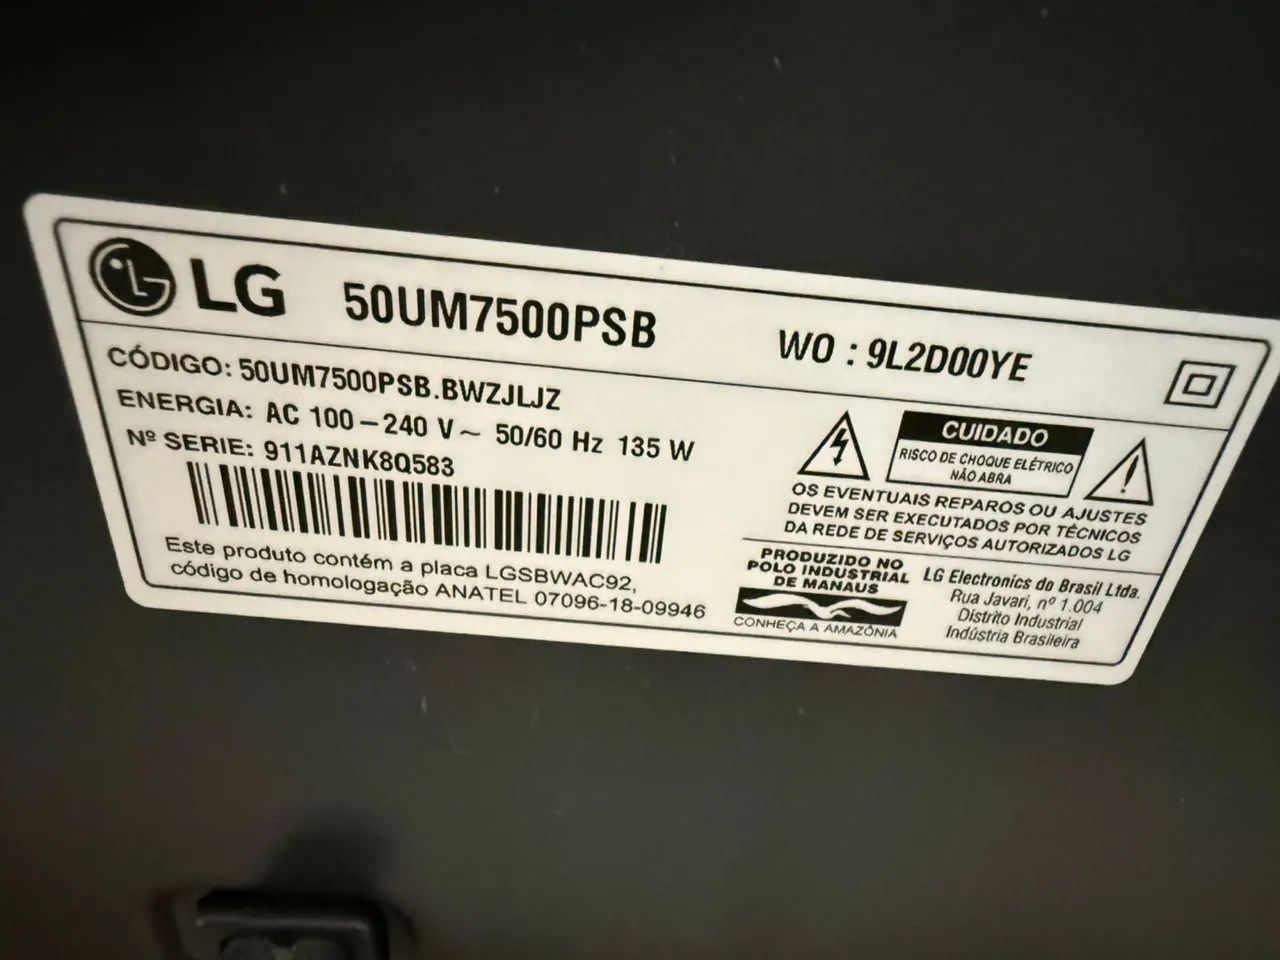 LG 50UM7500PSB WO : 9L2D00YE
CÓDIGO: 50UM7500PSB.BWZJLJZ
ENERGIA: AC 100-240 V~ 50/60 Hz 135 W
Nº SERIE: 911AZNK8Q583
Este produto contém a placa LGSBWAC92,
código de homologação ANATEL 07096-18-09946
CUIDADO
RISCO DE CHOQUE ELÉTRICO
NÃO ABRA
OS EVENTUAIS REPAROS OU AJUSTES
DEVEM SER EXECUTADOS POR TÉCNICOS
DA REDE DE SERVIÇOS AUTORIZADOS LG
PRODUZIDO NO
POLO INDUSTRIAL
DE MANAUS
CONHEÇA A AMAZÔNIA
LG Electronics do Brasil Ltda.
Rua Javari, nº 1.004
Distrito Industrial
Indústria Brasileira